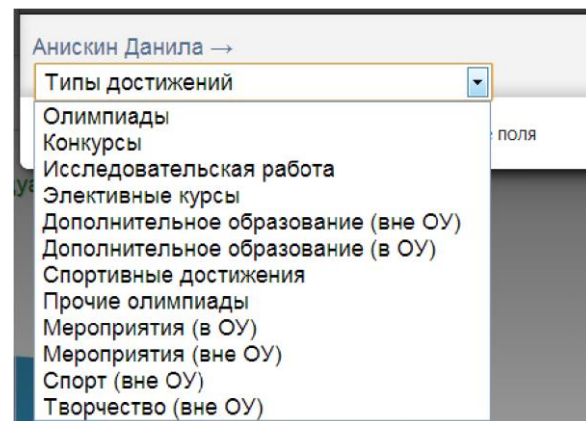 Анискин Данила →
Типы достижений
поля
Олимпиады
Конкурсы
Исследовательская работа
Элективные курсы
Дополнительное образование (вне ОУ)
Дополнительное образование (в ОУ)
Спортивные достижения
Прочие олимпиады
Мероприятия (в ОУ)
Мероприятия (вне ОУ)
Спорт (вне ОУ)
Творчество (вне ОУ)